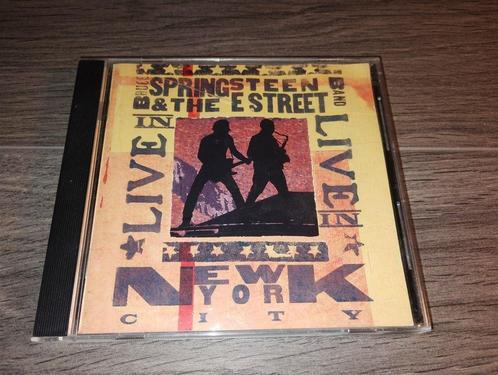 BRUCE SPRINGSTEEN
& THE E STREET BAND
LIVE IN
LIVE IN
NEW YORK
CITY